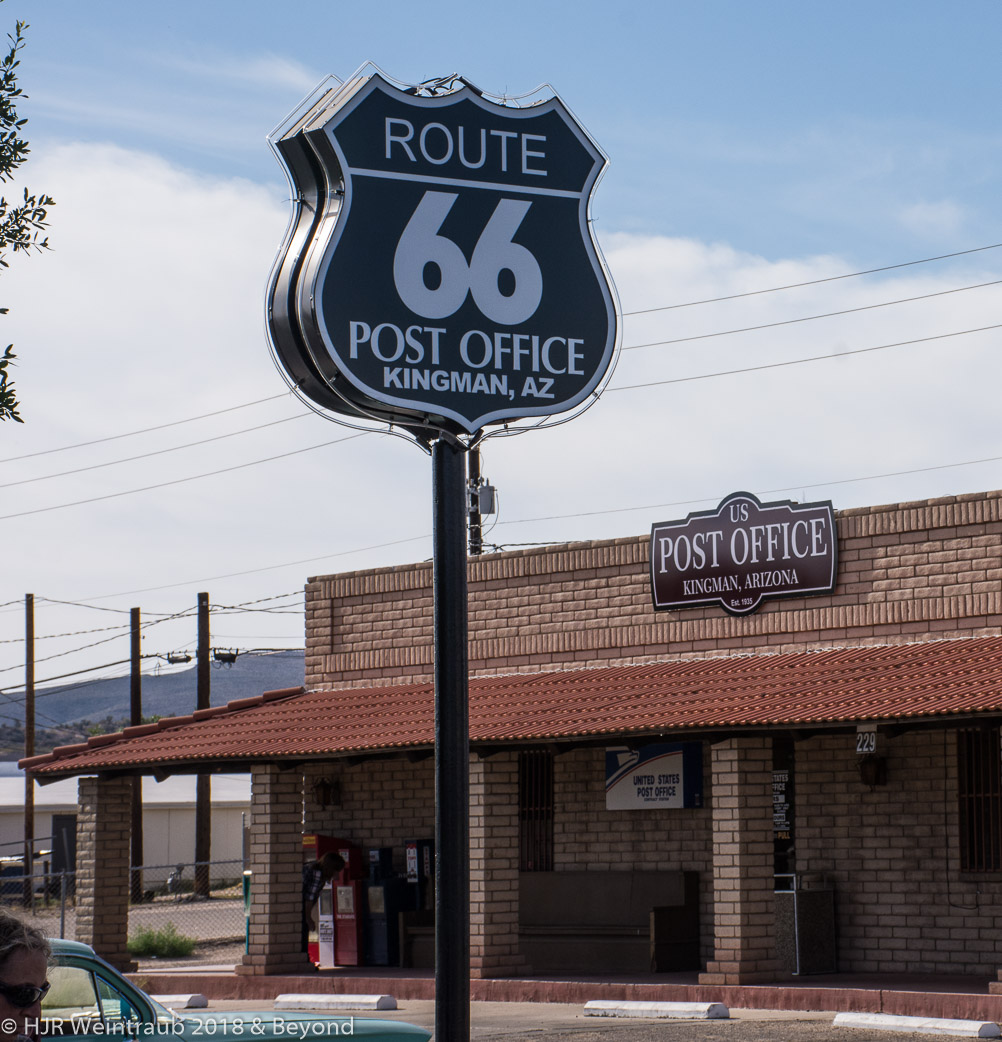 ROUTE
66
POST OFFICE
KINGMAN, AZ
US
POST OFFICE
KINGMAN, ARIZONA
Est. 1935
229
UNITED STATES
POST OFFICE
© HJR Weintraub 2018 & Beyond